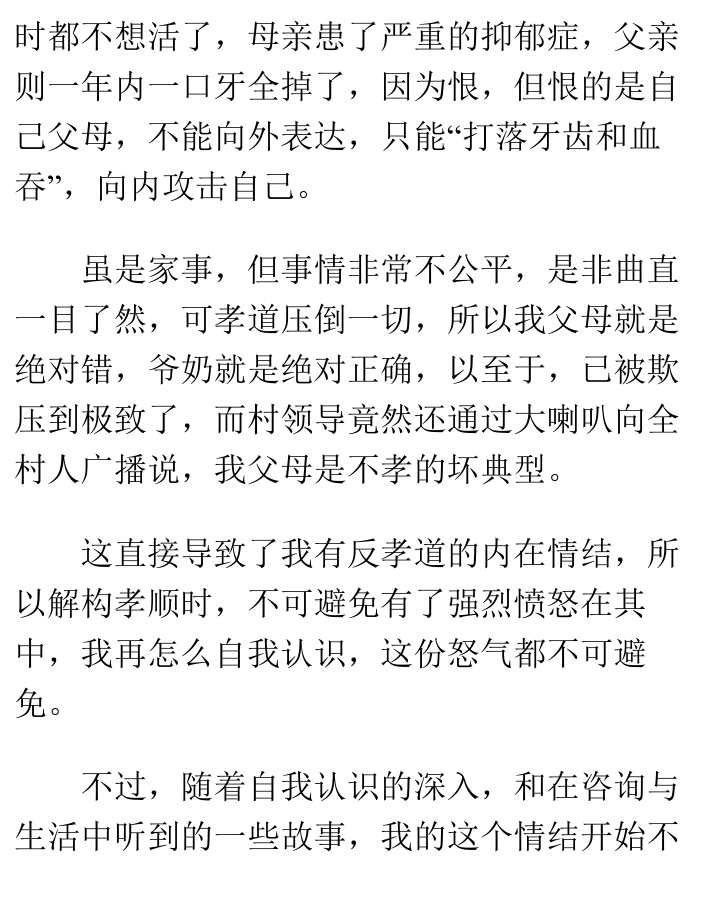 时都不想活了，母亲患了严重的抑郁症，父亲
则一年内一口牙全掉了，因为恨，但恨的是自
己父母，不能向外表达，只能“打落牙齿和血
吞”，向内攻击自己。
虽是家事，但事情非常不公平，是非曲直
一目了然，可孝道压倒一切，所以我父母就是
绝对错，爷奶就是绝对正确，以至于，已被欺
压到极致了，而村领导竟然还通过大喇叭向全
村人广播说，我父母是不孝的坏典型。
这直接导致了我有反孝道的内在情结，所
以解构孝顺时，不可避免有了强烈愤怒在其
中，我再怎么自我认识，这份怒气都不可避
免。
不过，随着自我认识的深入，和在咨询与
生活中听到的一些故事，我的这个情结开始不